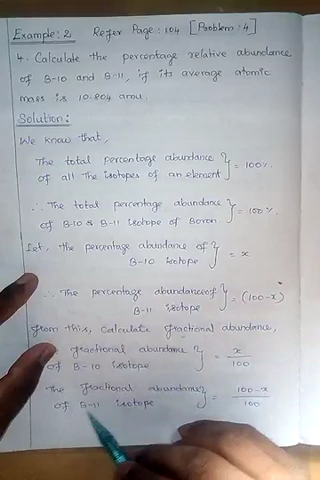 Example: 2 Refer Page: 104 [Problem: 4]
4. Calculate the percentage relative abundance
of B-10 and B-11, if its average atomic
mass is 10.804 amu.
Solution:
We know that,
The total percentage abundance
of all the isotopes of an element } = 100%.
∴ The total percentage abundance
of B-10 & B-11 isotope of Boron } = 100%.
Let, the percentage abundance of
B-10 isotope } = x
∴ The percentage abundance of
B-11 isotope } = (100-x)
from this, Calculate fractional abundance,
fractional abundance
of B-10 isotope } = x/100
The fractional abundance
of B-11 isotope } = 100-x/100